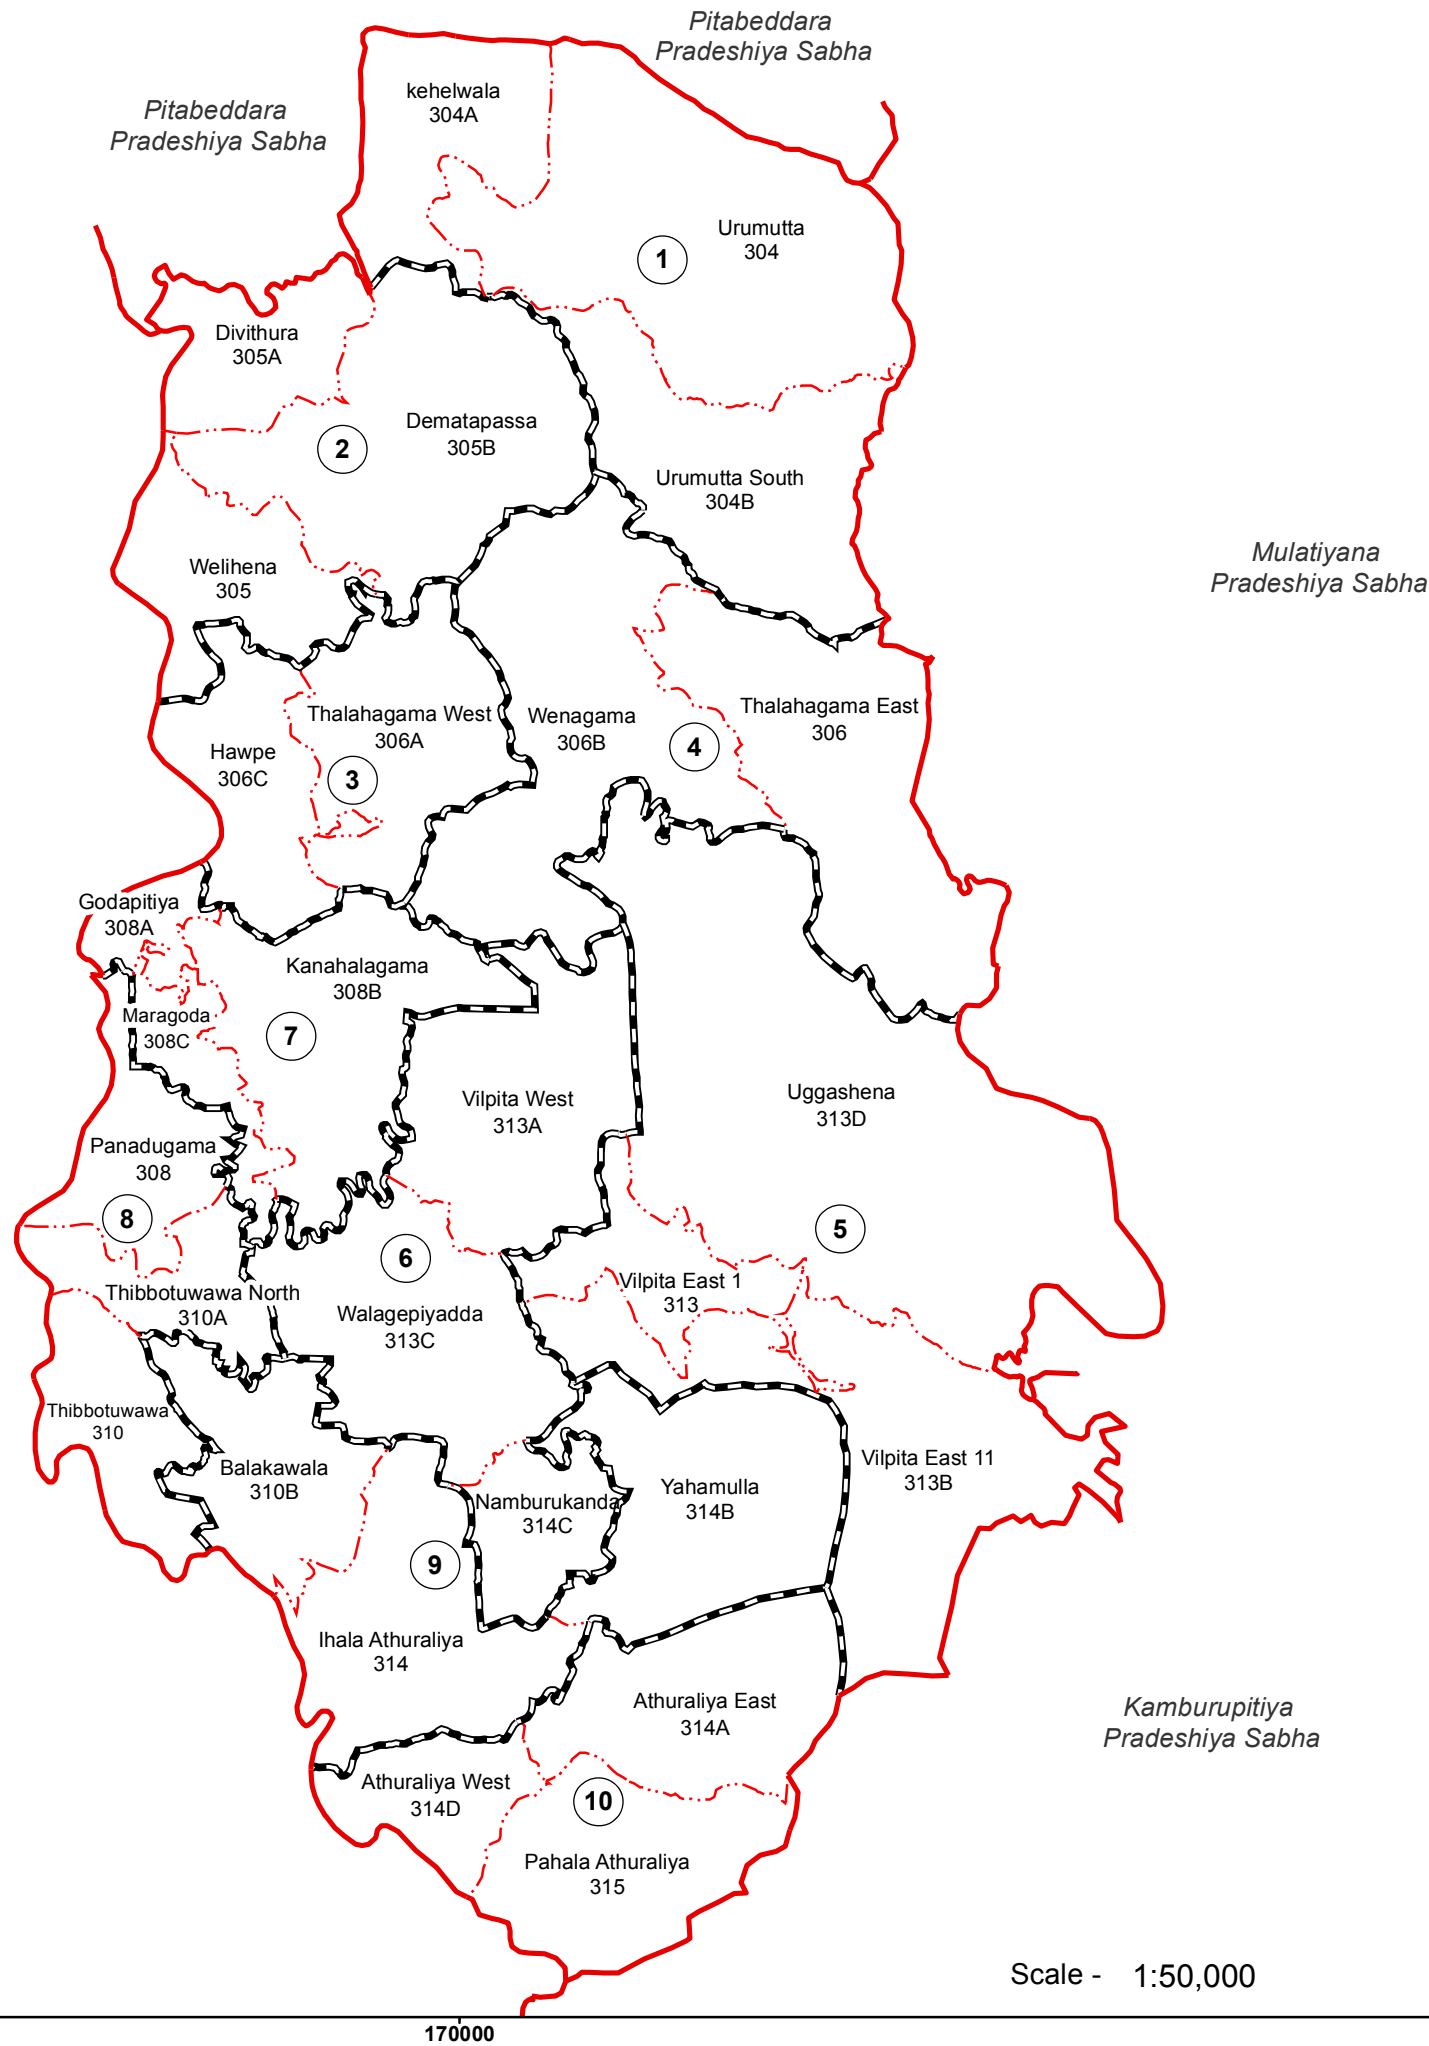 Pitabeddara
Pradeshiya Sabha
Pitabeddara
Pradeshiya Sabha
kehelwala
304A
Urumutta
304
1
Divithura
305A
Dematapassa
305B
2
Urumutta South
304B
Mulatiyana
Pradeshiya Sabha
Welihena
305
Thalahagama West
306A
Wenagama
306B
Thalahagama East
306
4
Hawpe
306C
3
Godapitiya
308A
Kanahalagama
308B
Maragoda
308C
7
Vilpita West
313A
Uggashena
313D
Panadugama
308
8
5
6
Vilpita East 1
313
Thibbotuwawa North
310A
Walagepiyadda
313C
Thibbotuwawa
310
Balakawala
310B
Vilpita East 11
313B
Yahamulla
314B
Namburukanda
314C
9
Ihala Athuraliya
314
Athuraliya East
314A
Kamburupitiya
Pradeshiya Sabha
Athuraliya West
314D
10
Pahala Athuraliya
315
Scale - 1:50,000
170000